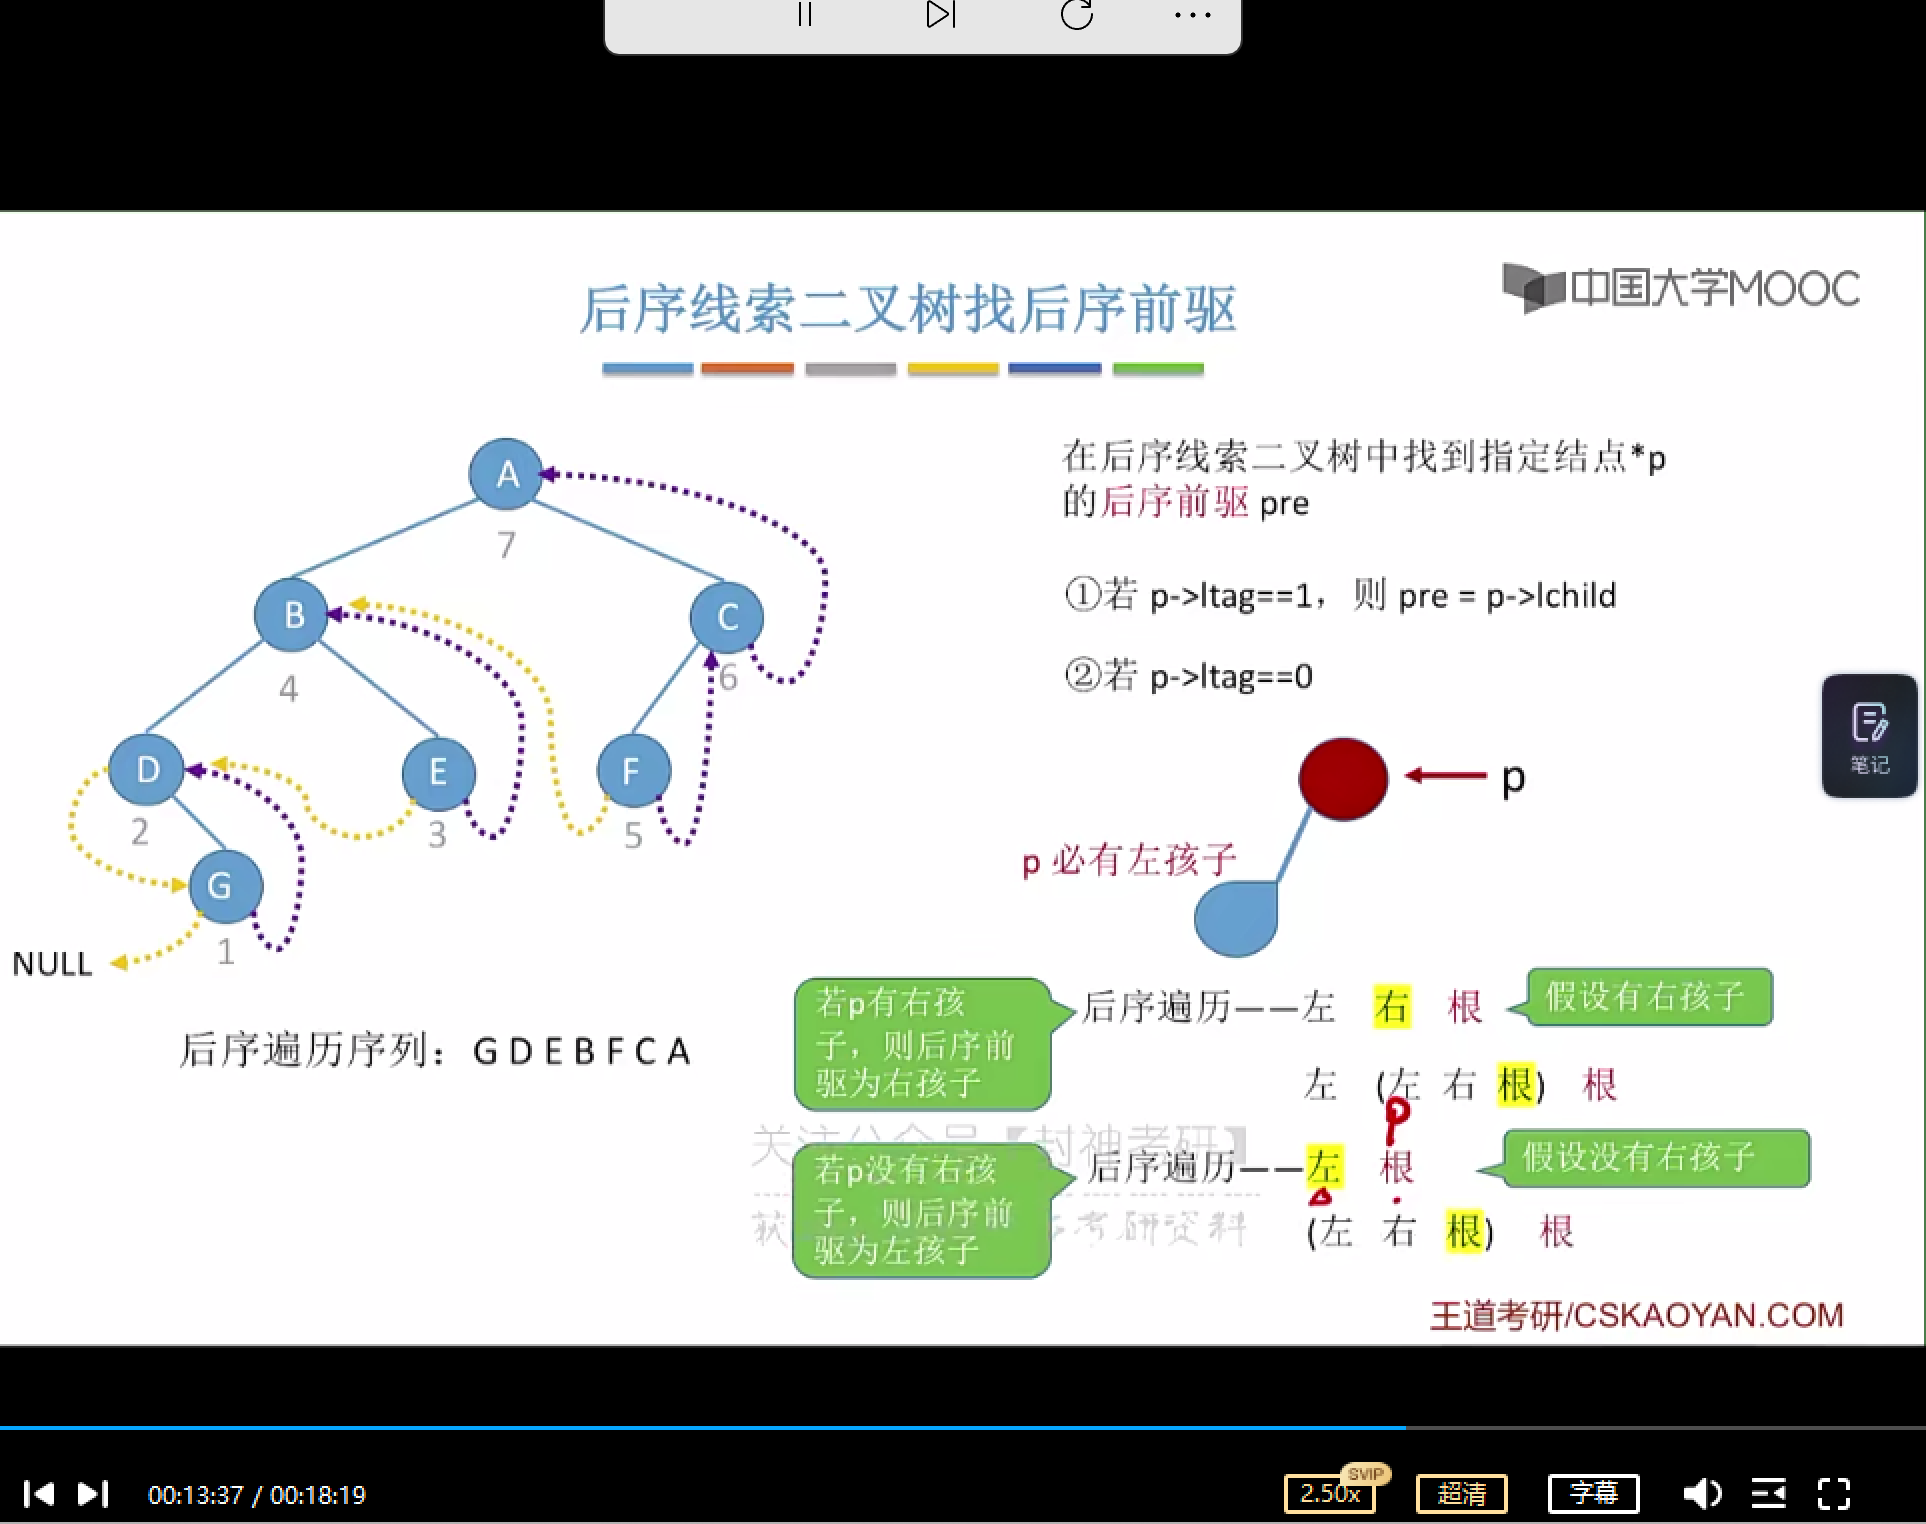 后序线索二叉树找后序前驱
中国大学MOOC
A
7
B
4
C
6
D
2
E
3
F
5
G
1
NULL
后序遍历序列：G D E B F C A
在后序线索二叉树中找到指定结点*p
的后序前驱 pre
①若 p->ltag==1，则 pre = p->lchild
②若 p->ltag==0
p
p 必有左孩子
若p有右孩
子，则后序前
驱为右孩子
后序遍历——左 右 根
假设有右孩子
左 (左 右 根) 根
p
若p没有右孩
子，则后序前
驱为左孩子
后序遍历——左 根
假设没有右孩子
(左 右 根) 根
关注公众号【封神考研】
考研资料
王道考研/CSKAOYAN.COM
笔记
00:13:37 / 00:18:19
SVIP
2.50x
超清
字幕